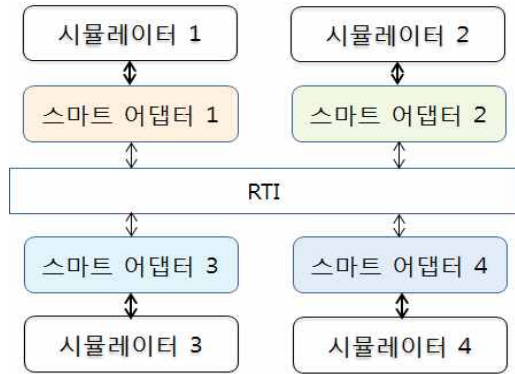 시뮬레이터 1
시뮬레이터 2
스마트 어댑터 1
스마트 어댑터 2
RTI
스마트 어댑터 3
스마트 어댑터 4
시뮬레이터 3
시뮬레이터 4